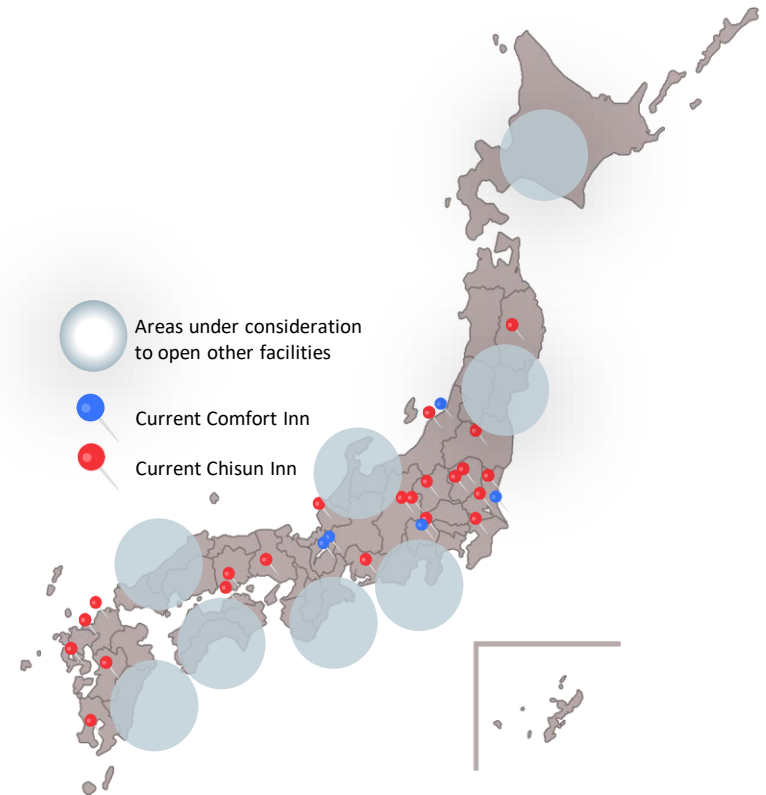 Areas under consideration
to open other facilities
Current Comfort Inn
Current Chisun Inn